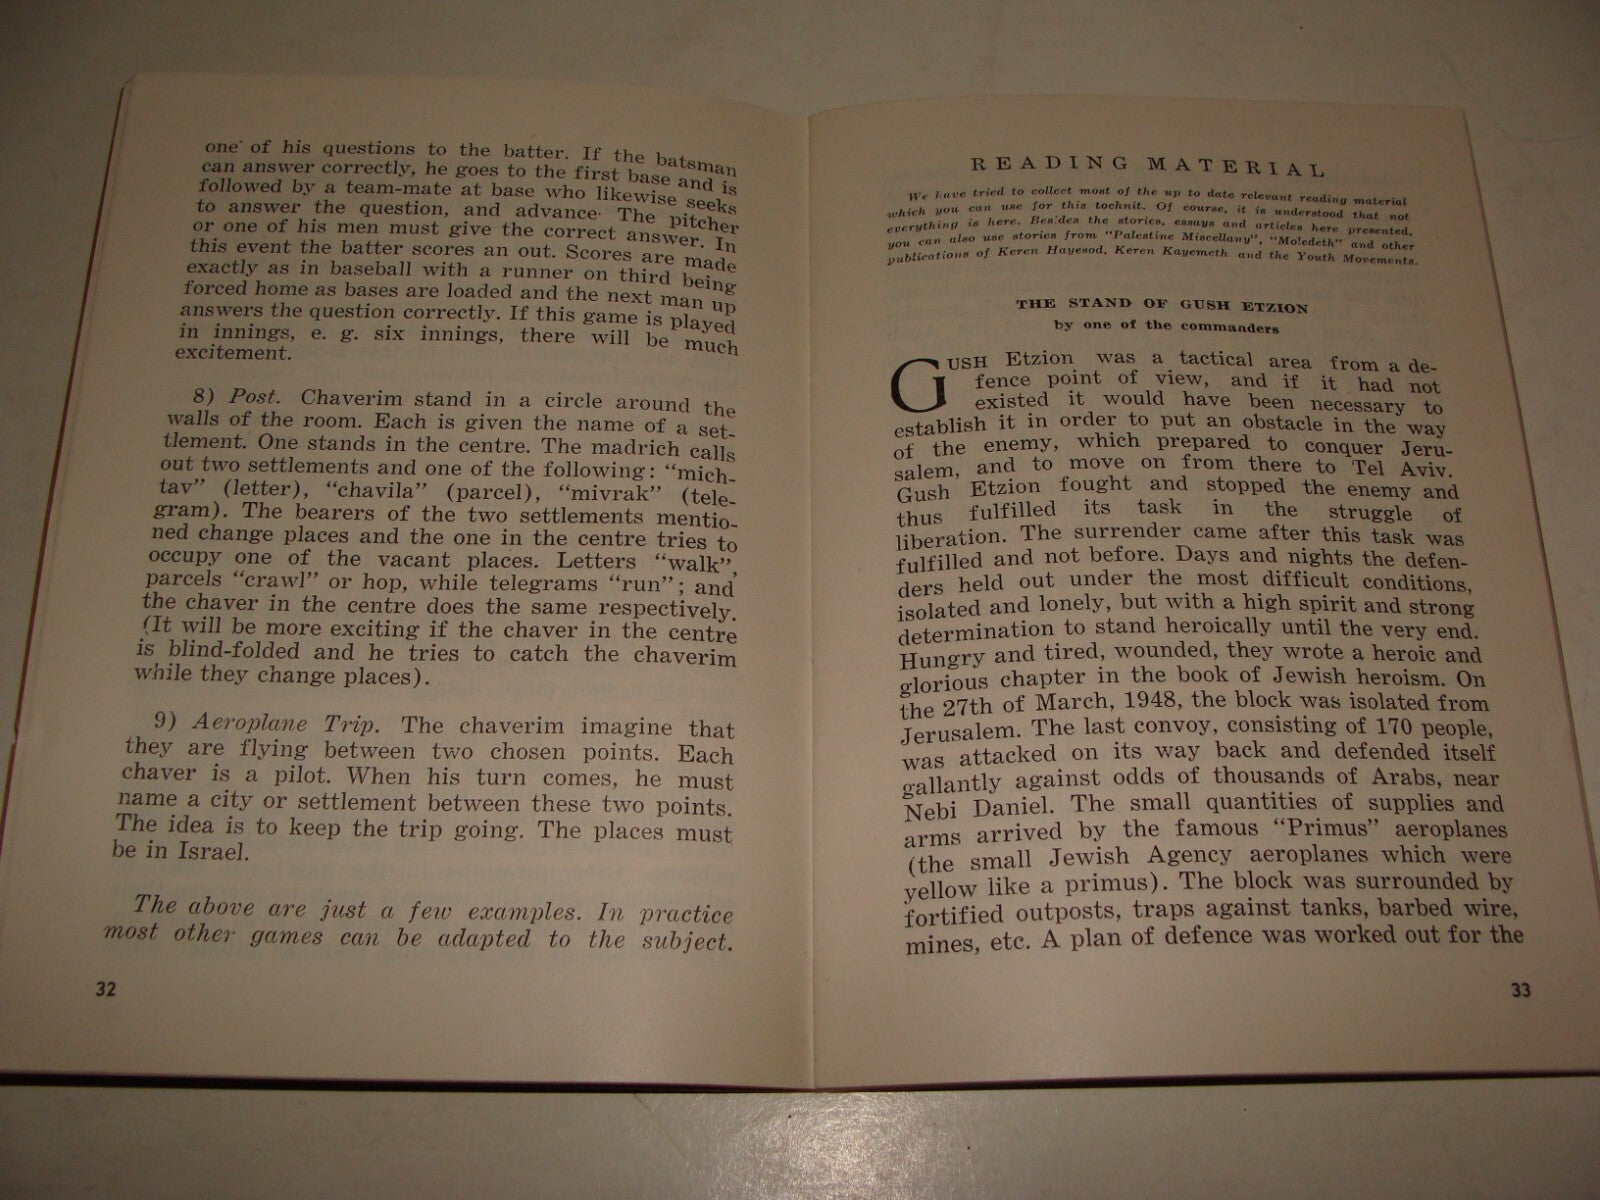 one of his questions to the batter. If the batsman
can answer correctly, he goes to the first base and is
followed by a team-mate at base who likewise seeks
to answer the question, and advance. The pitcher
or one of his men must give the correct answer. In
this event the batter scores an out. Scores are made
exactly as in baseball with a runner on third being
forced home as bases are loaded and the next man up
answers the question correctly. If this game is played
in innings, e. g. six innings, there will be much
excitement.
8) Post. Chaverim stand in a circle around the
walls of the room. Each is given the name of a set-
tlement. One stands in the centre. The madrich calls
out two settlements and one of the following: "mich-
tav" (letter), "chavila" (parcel), "mivrak" (tele-
gram). The bearers of the two settlements mentio-
ned change places and the one in the centre tries to
occupy one of the vacant places. Letters "walk",
parcels "crawl" or hop, while telegrams "run"; and
the chaver in the centre does the same respectively.
(It will be more exciting if the chaver in the centre
is blind-folded and he tries to catch the chaverim
while they change places).
9) Aeroplane Trip. The chaverim imagine that
they are flying between two chosen points. Each
chaver is a pilot. When his turn comes, he must
name a city or settlement between these two points.
The idea is to keep the trip going. The places must
be in Israel.
The above are just a few examples. In practice
most other games can be adapted to the subject.
32
READING MATERIAL
We have tried to collect most of the up to date relevant reading material
which you can use for this tochnit. Of course, it is understood that not
everything is here. Besides the stories, essays and articles here presented,
you can also use stories from "Palestine Miscellany", "Moledeth" and other
publications of Keren Hayesod, Keren Kayemeth and the Youth Movements.
THE STAND OF GUSH ETZION
by one of the commanders
GUSH Etzion was a tactical area from a de-
fence point of view, and if it had not
existed it would have been necessary to
establish it in order to put an obstacle in the way
of the enemy, which prepared to conquer Jeru-
salem, and to move on from there to Tel Aviv.
Gush Etzion fought and stopped the enemy and
thus fulfilled its task in the struggle of
liberation. The surrender came after this task was
fulfilled and not before. Days and nights the defen-
ders held out under the most difficult conditions,
isolated and lonely, but with a high spirit and strong
determination to stand heroically until the very end.
Hungry and tired, wounded, they wrote a heroic and
glorious chapter in the book of Jewish heroism. On
the 27th of March, 1948, the block was isolated from
Jerusalem. The last convoy, consisting of 170 people,
was attacked on its way back and defended itself
gallantly against odds of thousands of Arabs, near
Nebi Daniel. The small quantities of supplies and
arms arrived by the famous "Primus" aeroplanes
(the small Jewish Agency aeroplanes which were
yellow like a primus). The block was surrounded by
fortified outposts, traps against tanks, barbed wire,
mines, etc. A plan of defence was worked out for the
33